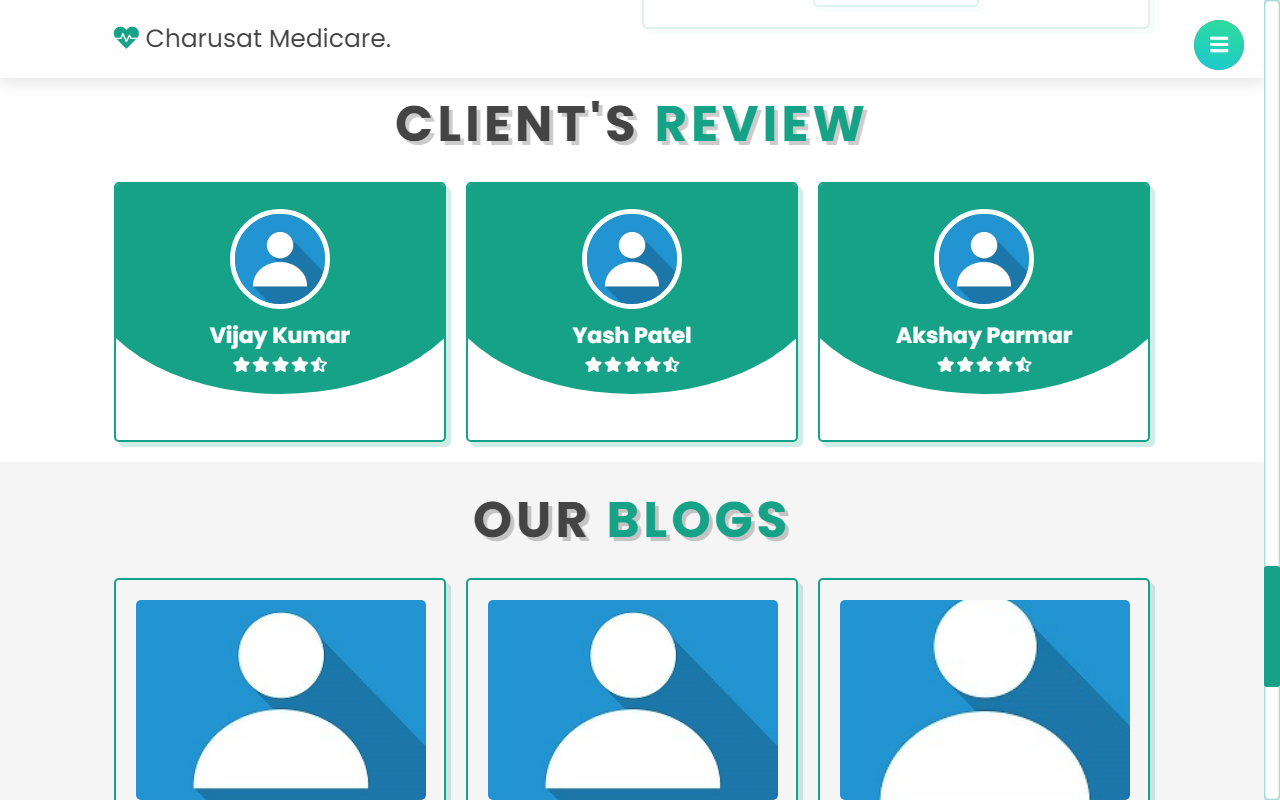 Charusat Medicare.
CLIENT'S REVIEW
Vijay Kumar
Yash Patel
Akshay Parmar
OUR BLOGS